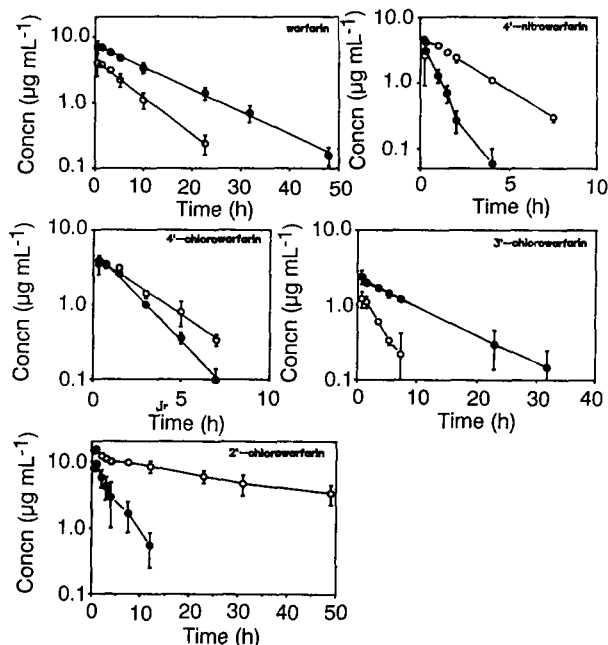 warfarin
Concn (µg mL⁻¹)
10.0
1.0
0.1
0 10 20 30 40 50
Time (h)
4'-nitrowarfarin
Concn (µg mL⁻¹)
10.0
1.0
0.1
0 5 10
Time (h)
4'-chlorowarfarin
Concn (µg mL⁻¹)
10.0
1.0
0.1
0 5 10
Time (h)
3'-chlorowarfarin
Concn (µg mL⁻¹)
10.0
1.0
0.1
0 10 20 30 40
Time (h)
2'-chlorowarfarin
Concn (µg mL⁻¹)
10.0
1.0
0.1
0 10 20 30 40 50
Time (h)